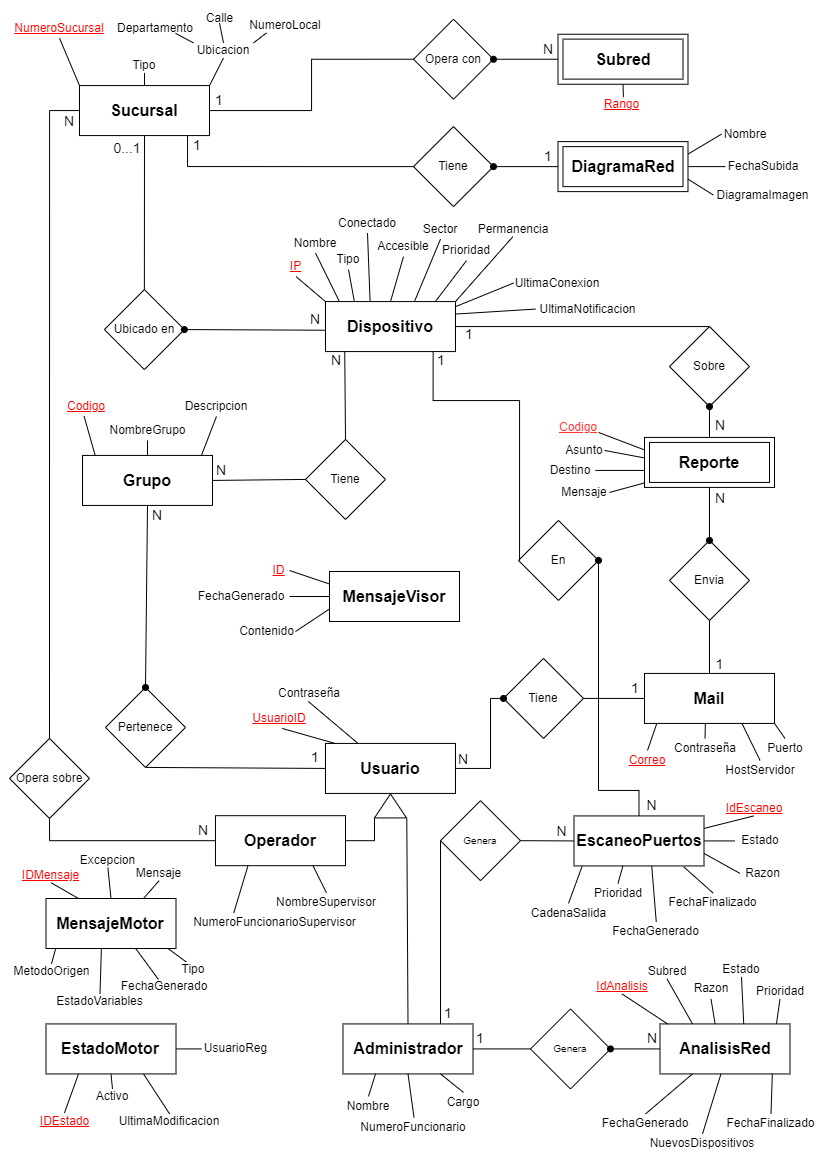 Calle
NumeroSucursal
Departamento
NumeroLocal
Ubicacion
Tipo
Opera con
N
Subred
Sucursal
1
Rango
N
0...1
1
Tiene
1
DiagramaRed
Nombre
FechaSubida
DiagramaImagen
Conectado
Sector
Permanencia
Nombre
Accesible
Prioridad
Tipo
IP
UltimaConexion
UltimaNotificacion
Ubicado en
N
Dispositivo
1
N
1
Sobre
Codigo
Descripcion
NombreGrupo
N
Codigo
Asunto
Destino
Mensaje
Reporte
N
Grupo
N
Tiene
N
En
Envia
ID
FechaGenerado
Contenido
MensajeVisor
1
Contraseña
UsuarioID
Pertenece
1
Usuario
N
Tiene
1
Mail
Contraseña
Puerto
Correo
HostServidor
Opera sobre
N
Operador
NombreSupervisor
NumeroFuncionarioSupervisor
Genera
N
N
EscaneoPuertos
IdEscaneo
Estado
Razon
Prioridad
FechaFinalizado
CadenaSalida
FechaGenerado
Excepcion
IDMensaje
Mensaje
MensajeMotor
MetodoOrigen
Tipo
FechaGenerado
EstadoVariables
EstadoMotor
UsuarioReg
Activo
IDEstado
UltimaModificacion
1
Administrador
1
Nombre
Cargo
NumeroFuncionario
Genera
N
AnalisisRed
Subred
Estado
IdAnalisis
Razon
Prioridad
FechaGenerado
FechaFinalizado
NuevosDispositivos